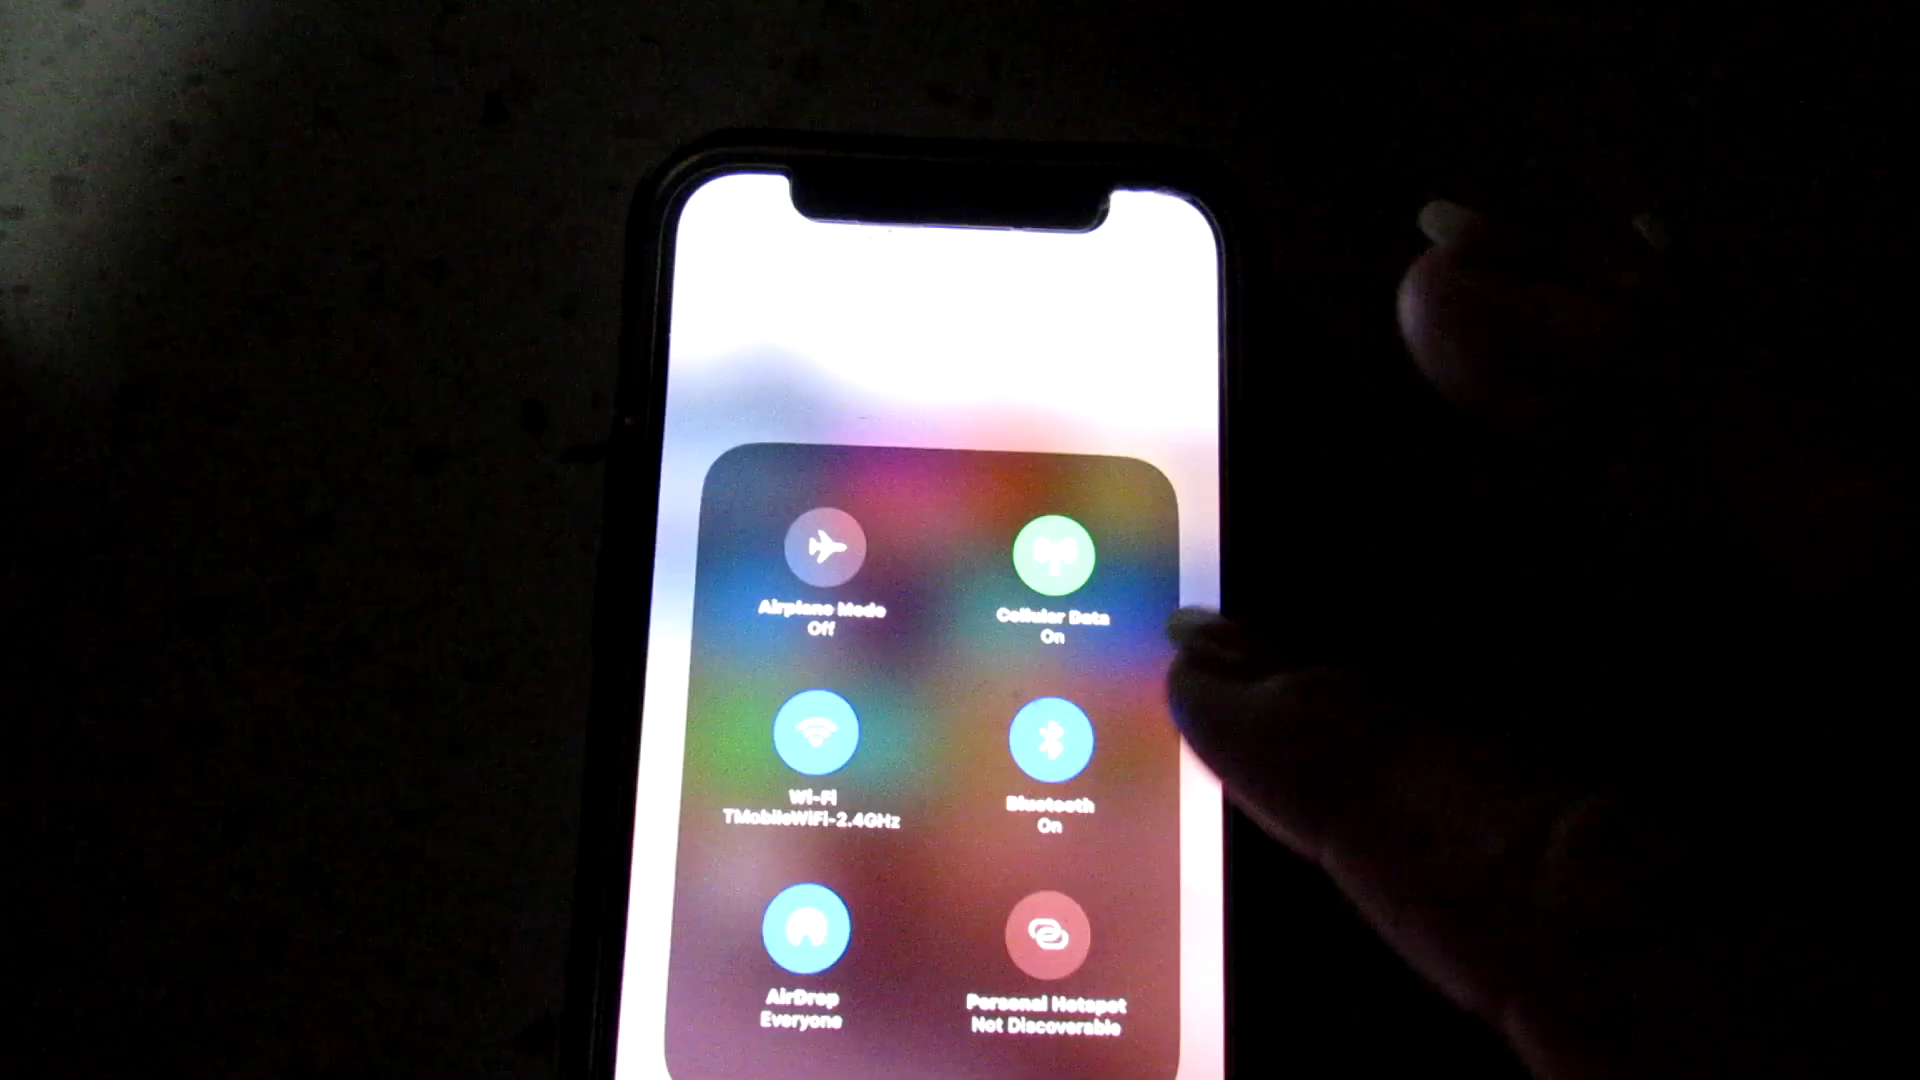 Airplane Mode
Off
Cellular Data
On
Wi-Fi
TMobileWiFi-2.4GHz
Bluetooth
On
AirDrop
Everyone
Personal Hotspot
Not Discoverable